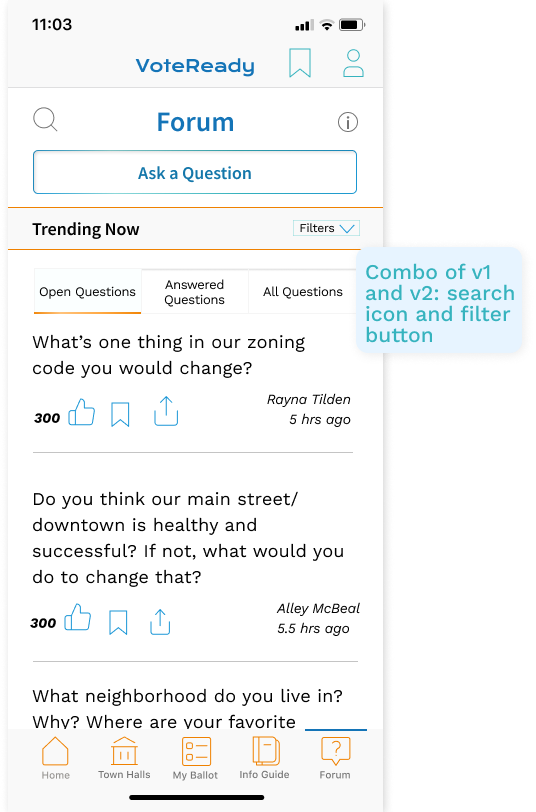 11:03
VoteReady
Forum
Ask a Question
Trending Now
Filters
Combo of v1
and v2: search
icon and filter
button
Open Questions
Answered
Questions
All Questions
What’s one thing in our zoning
code you would change?
Rayna Tilden
300
5 hrs ago
Do you think our main street/
downtown is healthy and
successful? If not, what would you
do to change that?
Alley McBeal
300
5.5 hrs ago
What neighborhood do you live in?
Why? Where are your favorite
Home
Town Halls
My Ballot
Info Guide
Forum